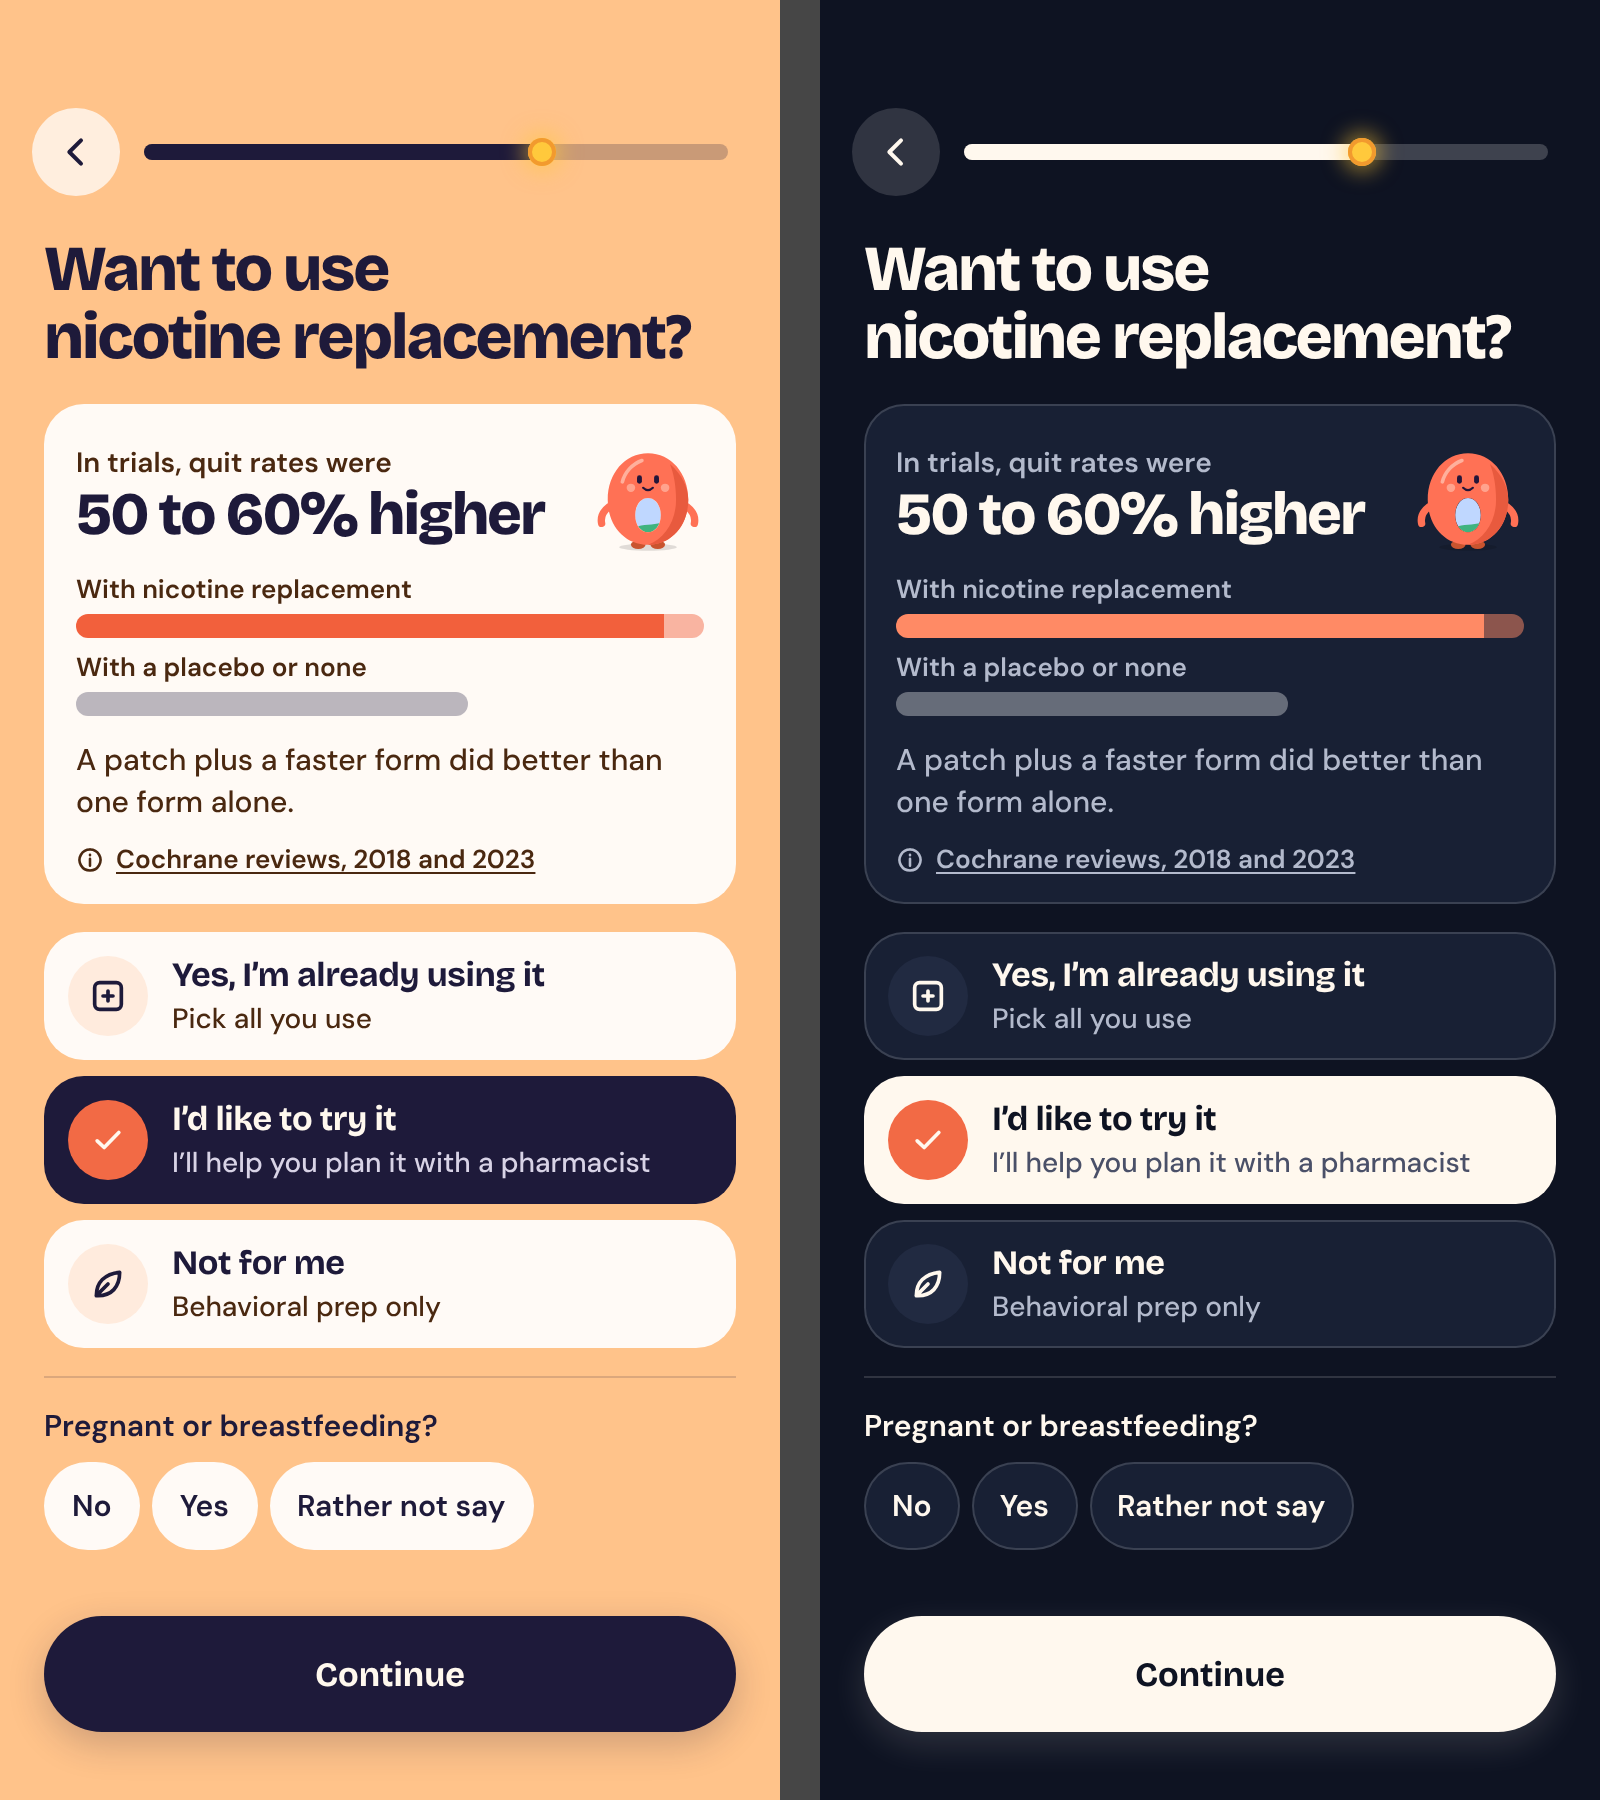 Want to use
nicotine replacement?
In trials, quit rates were
50 to 60% higher
With nicotine replacement
With a placebo or none
A patch plus a faster form did better than
one form alone.
Cochrane reviews, 2018 and 2023
Yes, I’m already using it
Pick all you use
I’d like to try it
I’ll help you plan it with a pharmacist
Not for me
Behavioral prep only
Pregnant or breastfeeding?
No
Yes
Rather not say
Continue
Want to use
nicotine replacement?
In trials, quit rates were
50 to 60% higher
With nicotine replacement
With a placebo or none
A patch plus a faster form did better than
one form alone.
Cochrane reviews, 2018 and 2023
Yes, I’m already using it
Pick all you use
I’d like to try it
I’ll help you plan it with a pharmacist
Not for me
Behavioral prep only
Pregnant or breastfeeding?
No
Yes
Rather not say
Continue